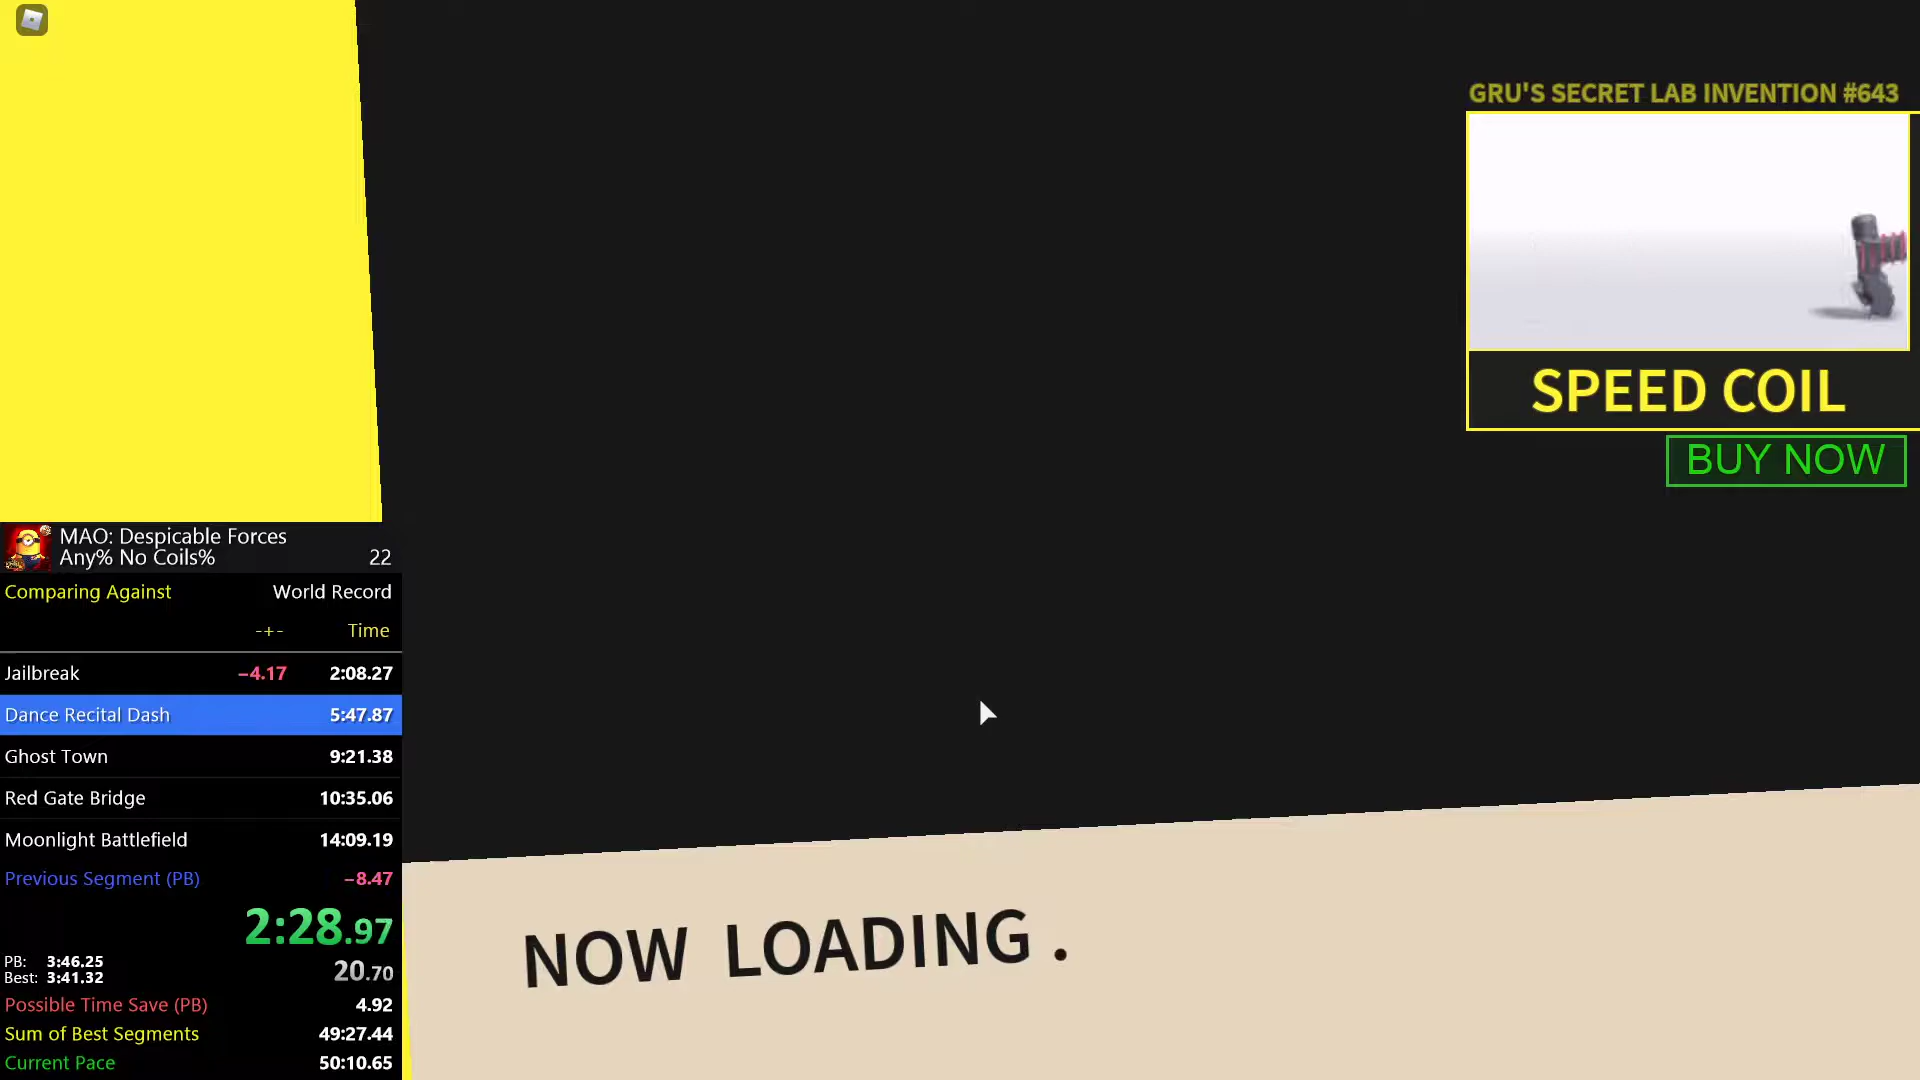 GRU'S SECRET LAB INVENTION #643
SPEED COIL
BUY NOW
MAO: Despicable Forces
Any% No Coils% 22
Comparing Against World Record
-+- Time
Jailbreak −4.17 2:08.27
Dance Recital Dash 5:47.87
Ghost Town 9:21.38
Red Gate Bridge 10:35.06
Moonlight Battlefield 14:09.19
Previous Segment (PB) −8.47
2:28.97
PB: 3:46.25
Best: 3:41.32
20.70
Possible Time Save (PB) 4.92
Sum of Best Segments 49:27.44
Current Pace 50:10.65
NOW LOADING .